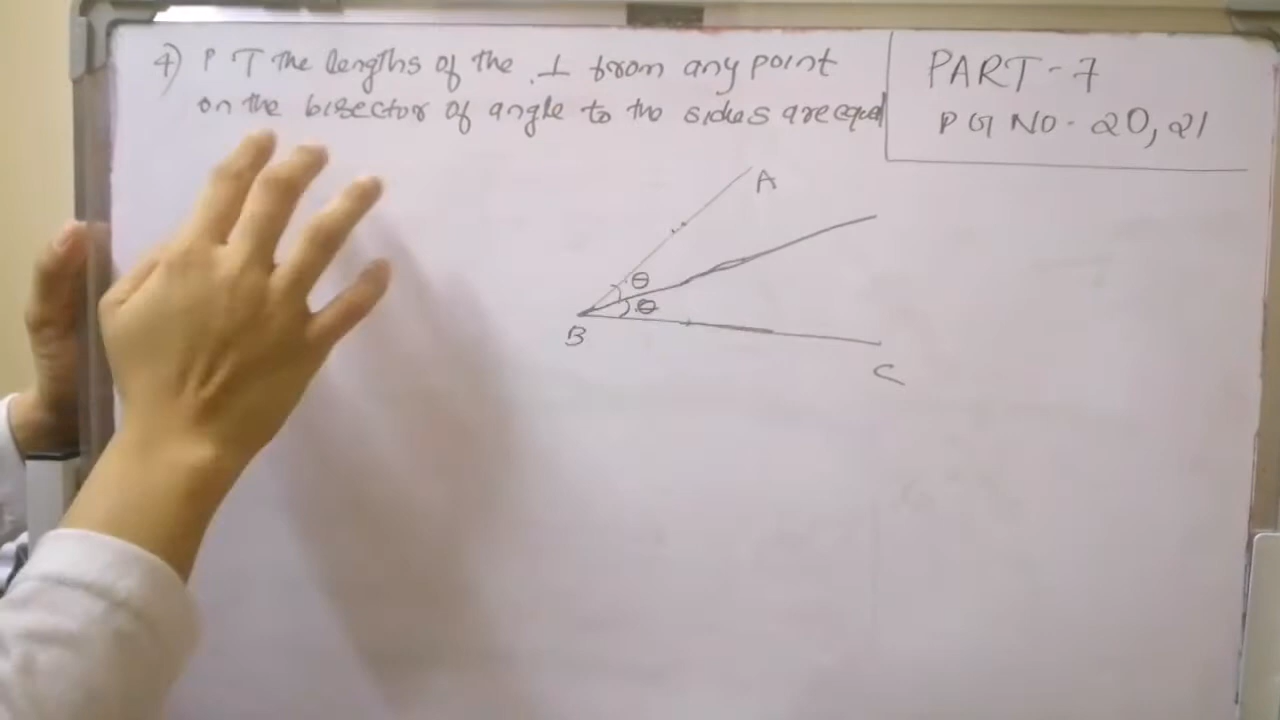 4) P T the lengths of the ⊥ from any point
on the bisector of angle to the sides are equal
PART-7
PG NO. 20, 21
A
θ
θ
B
C